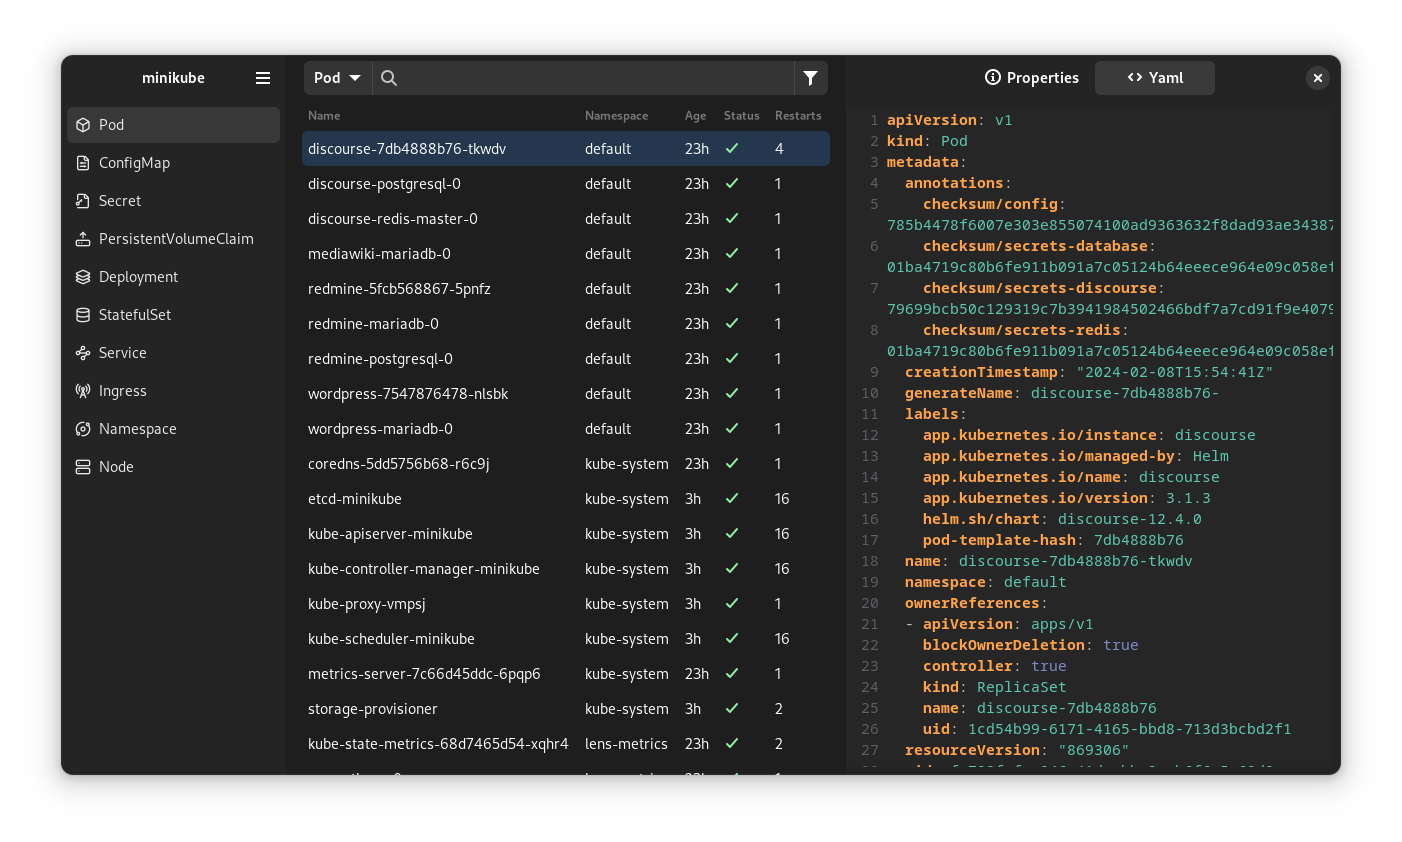 minikube
Pod
ConfigMap
Secret
PersistentVolumeClaim
Deployment
StatefulSet
Service
Ingress
Namespace
Node
Pod
Name Namespace Age Status Restarts
discourse-7db4888b76-tkwdv default 23h 4
discourse-postgresql-0 default 23h 1
discourse-redis-master-0 default 23h 1
mediawiki-mariadb-0 default 23h 1
redmine-5fcb568867-5pnfz default 23h 1
redmine-mariadb-0 default 23h 1
redmine-postgresql-0 default 23h 1
wordpress-7547876478-nlsbk default 23h 1
wordpress-mariadb-0 default 23h 1
coredns-5dd5756b68-r6c9j kube-system 23h 1
etcd-minikube kube-system 3h 16
kube-apiserver-minikube kube-system 3h 16
kube-controller-manager-minikube kube-system 3h 16
kube-proxy-vmpsj kube-system 3h 1
kube-scheduler-minikube kube-system 3h 16
metrics-server-7c66d45ddc-6pqp6 kube-system 23h 1
storage-provisioner kube-system 3h 2
kube-state-metrics-68d7465d54-xqhr4 lens-metrics 23h 2
Properties <> Yaml
1 apiVersion: v1
2 kind: Pod
3 metadata:
4 annotations:
5 checksum/config:
785b4478f6007e303e855074100ad9363632f8dad93ae34387
6 checksum/secrets-database:
01ba4719c80b6fe911b091a7c05124b64eeece964e09c058ef
7 checksum/secrets-discourse:
79699bcb50c129319c7b3941984502466bdf7a7cd91f9e4079
8 checksum/secrets-redis:
01ba4719c80b6fe911b091a7c05124b64eeece964e09c058ef
9 creationTimestamp: "2024-02-08T15:54:41Z"
10 generateName: discourse-7db4888b76-
11 labels:
12 app.kubernetes.io/instance: discourse
13 app.kubernetes.io/managed-by: Helm
14 app.kubernetes.io/name: discourse
15 app.kubernetes.io/version: 3.1.3
16 helm.sh/chart: discourse-12.4.0
17 pod-template-hash: 7db4888b76
18 name: discourse-7db4888b76-tkwdv
19 namespace: default
20 ownerReferences:
21 - apiVersion: apps/v1
22 blockOwnerDeletion: true
23 controller: true
24 kind: ReplicaSet
25 name: discourse-7db4888b76
26 uid: 1cd54b99-6171-4165-bbd8-713d3bcbd2f1
27 resourceVersion: "869306"